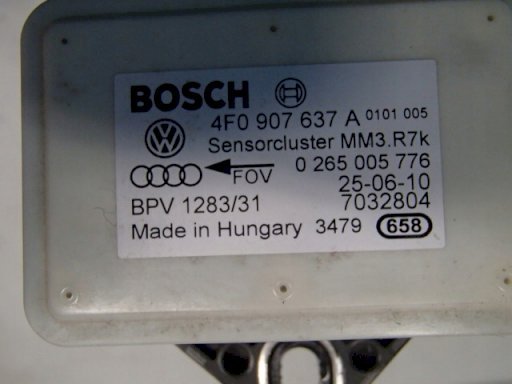 BOSCH
4F0 907 637 A 0101 005
Sensorcluster MM3.R7k
FOV 0 265 005 776
25-06-10
BPV 1283/31 7032804
Made in Hungary 3479 658